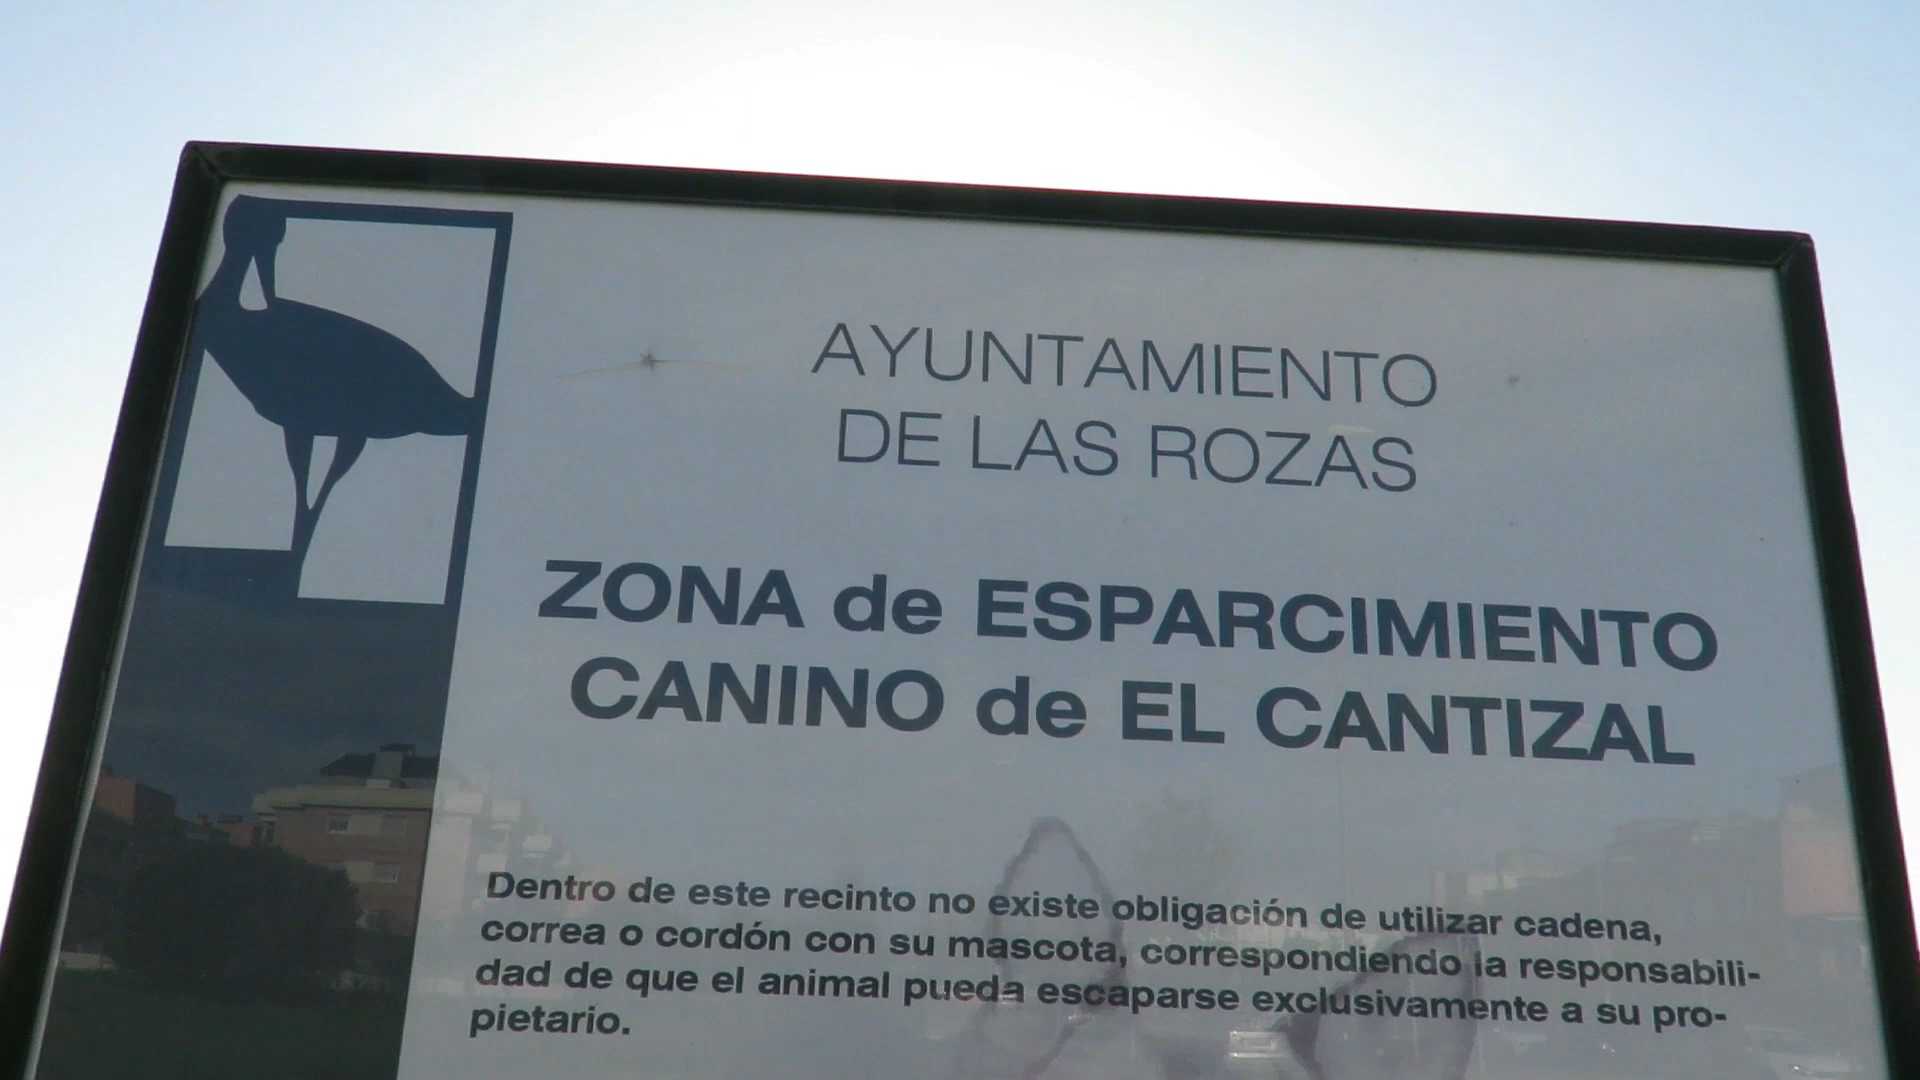 AYUNTAMIENTO
DE LAS ROZAS
ZONA de ESPARCIMIENTO
CANINO de EL CANTIZAL
Dentro de este recinto no existe obligación de utilizar cadena,
correa o cordón con su mascota, correspondiendo la responsabili-
dad de que el animal pueda escaparse exclusivamente a su pro-
pietario.